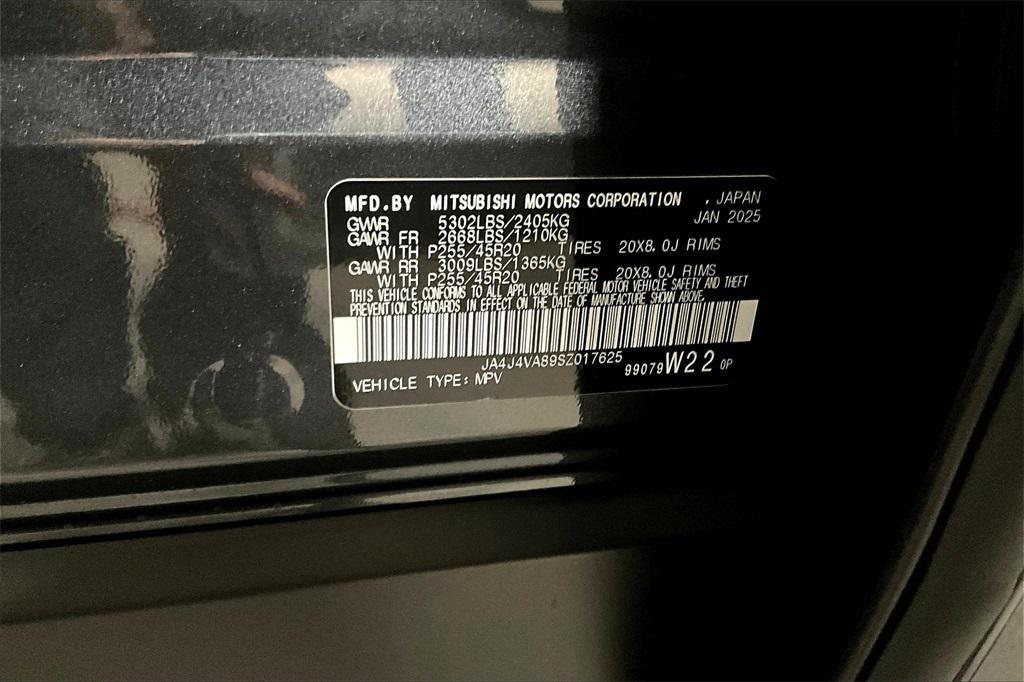 MFD.BY MITSUBISHI MOTORS CORPORATION , JAPAN
JAN 2025
GVWR 5302LBS/2405KG
GAWR FR 2668LBS/1210KG
WITH P255/45R20 TIRES 20X8.0J RIMS
GAWR RR 3009LBS/1365KG
WITH P255/45R20 TIRES 20X8.0J RIMS
THIS VEHICLE CONFORMS TO ALL APPLICABLE FEDERAL MOTOR VEHICLE SAFETY AND THEFT
PREVENTION STANDARDS IN EFFECT ON THE DATE OF MANUFACTURE SHOWN ABOVE.
JA4J4VA89SZ017625
99079W22 0P
VEHICLE TYPE: MPV